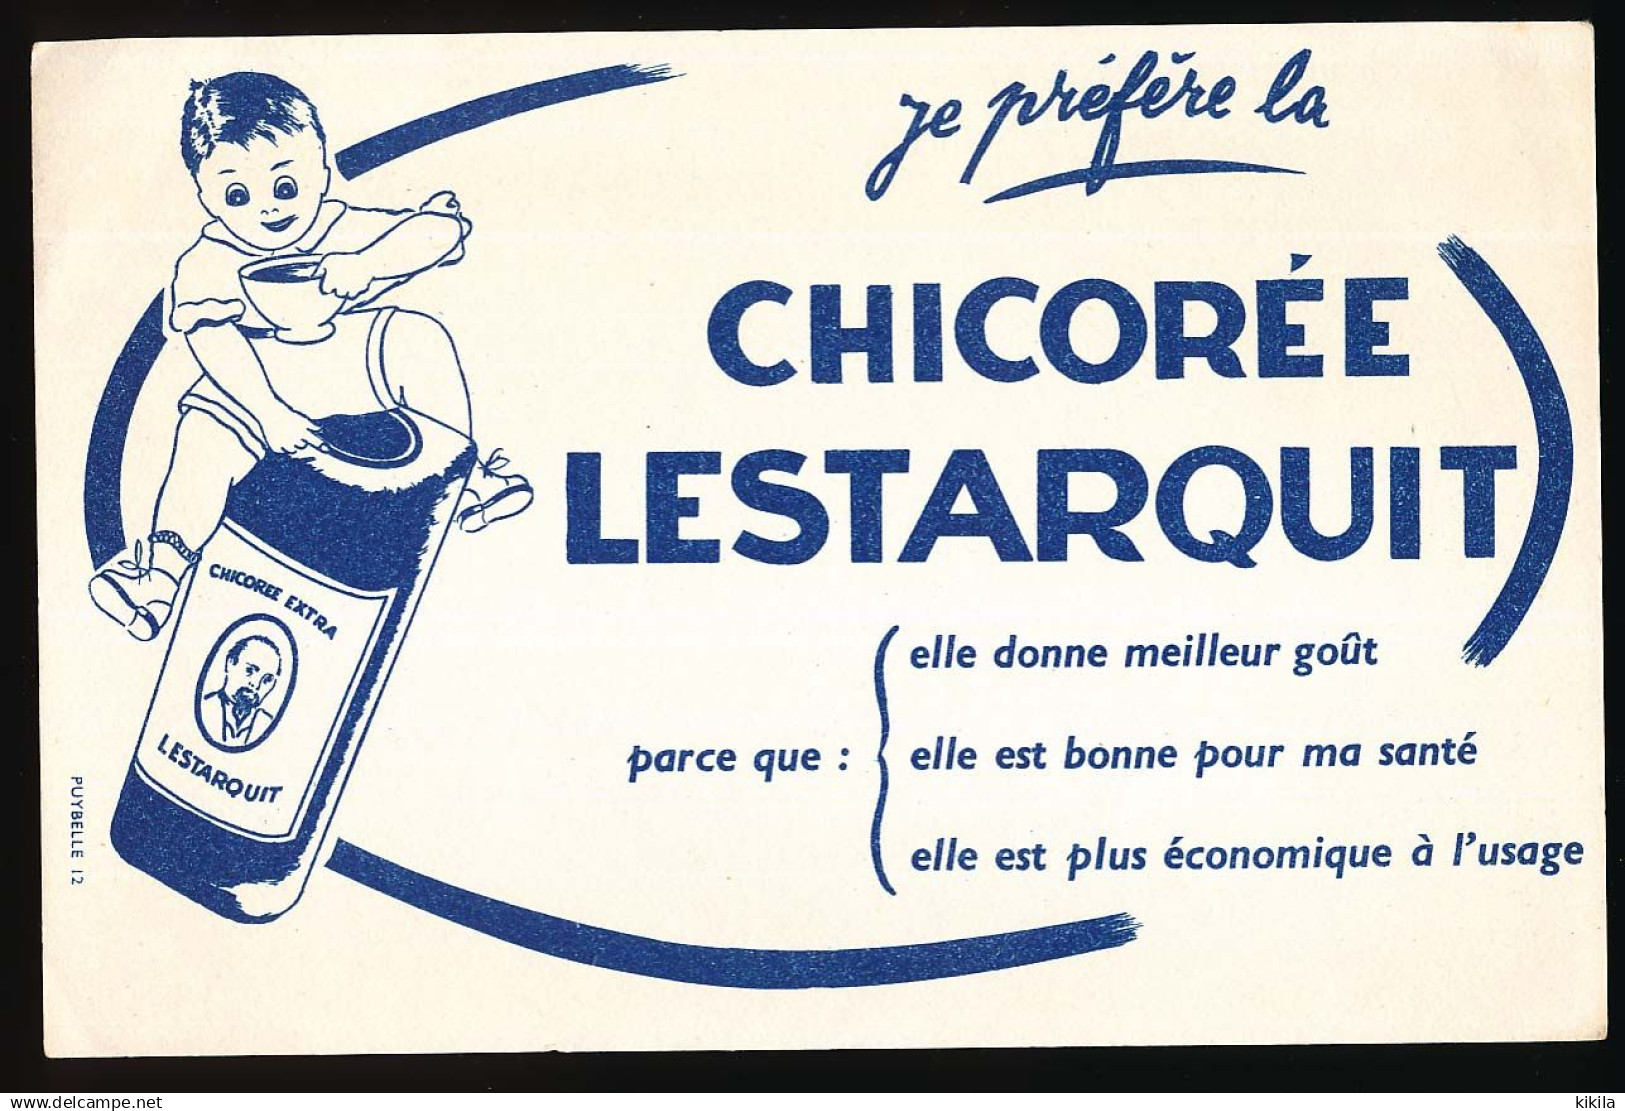 je préfère la
CHICORÉE
LESTARQUIT
parce que :
elle donne meilleur goût
elle est bonne pour ma santé
elle est plus économique à l'usage
CHICOREE EXTRA
LESTARQUIT
PUYBELLE L2
www.delcampe.net
kikila